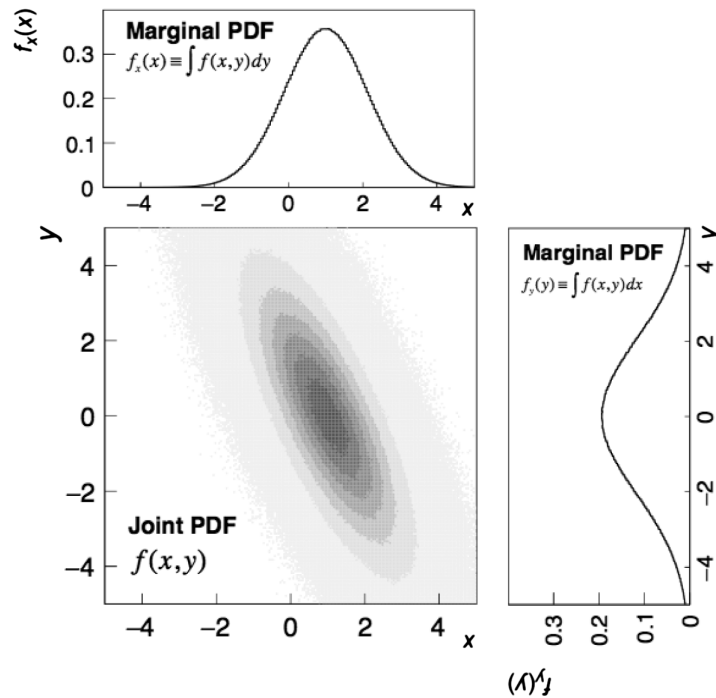 f_x(x)
Marginal PDF
f_x(x) ≡ ∫ f(x,y)dy
0.3
0.2
0.1
0
−4 −2 0 2 4
x
y
4
2
0
−2
−4
Joint PDF
f(x,y)
−4 −2 0 2 4
x
y
Marginal PDF
f_y(y) ≡ ∫ f(x,y)dx
4
2
0
−2
−4
0.3 0.2 0.1 0
f_y(y)